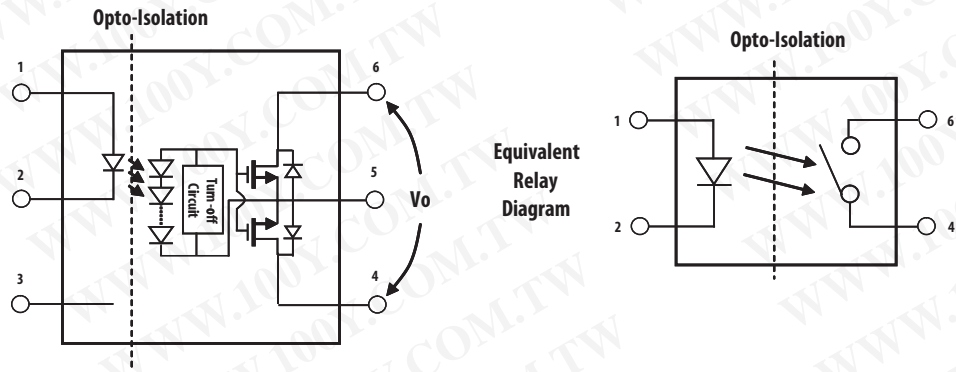 Opto-Isolation
1
2
3
Turn-off
Circuit
6
5
4
Vo
Equivalent
Relay
Diagram
Opto-Isolation
1
2
6
4
WWW.100Y.COM.TW